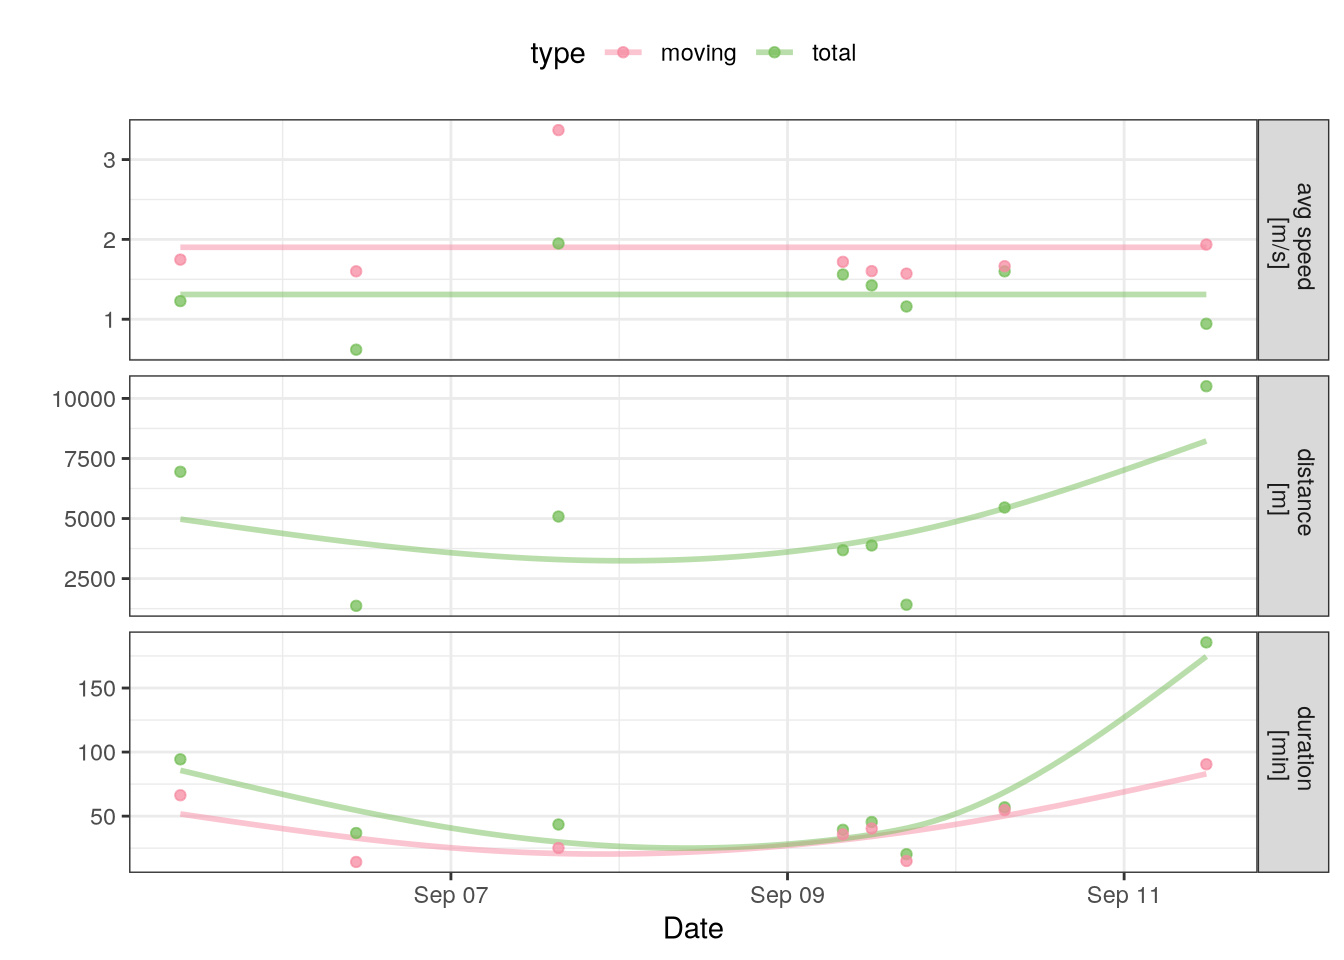 type moving total
3
2
1
avg speed
[m/s]
10000
7500
5000
2500
distance
[m]
150
100
50
duration
[min]
Sep 07 Sep 09 Sep 11
Date